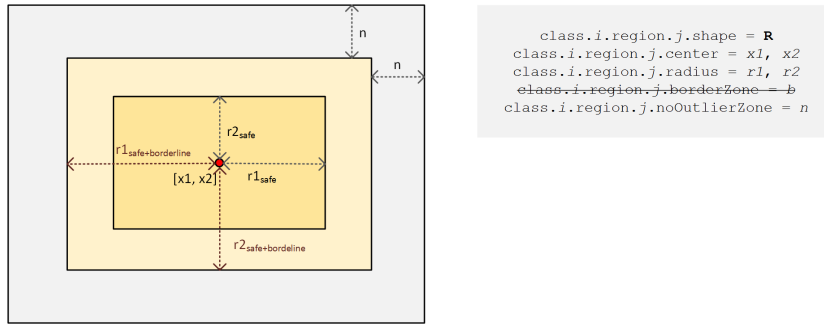 n
n
r2safe
r1safe+borderline
[x1, x2]
r1safe
r2safe+bordeline
class.i.region.j.shape = R
class.i.region.j.center = x1, x2
class.i.region.j.radius = r1, r2
class.i.region.j.borderZone = b
class.i.region.j.noOutlierZone = n